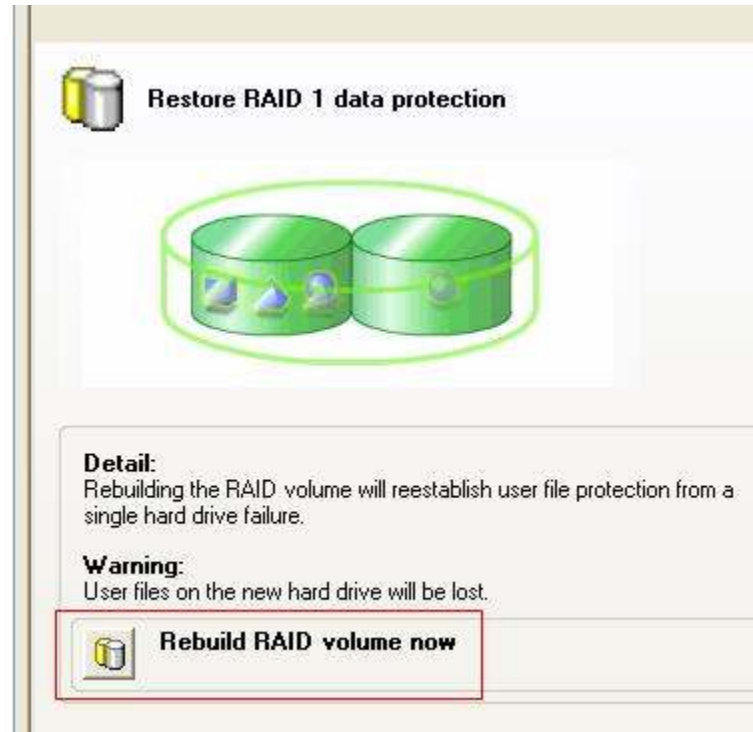 Restore RAID 1 data protection
Detail:
Rebuilding the RAID volume will reestablish user file protection from a
single hard drive failure.
Warning:
User files on the new hard drive will be lost.
Rebuild RAID volume now